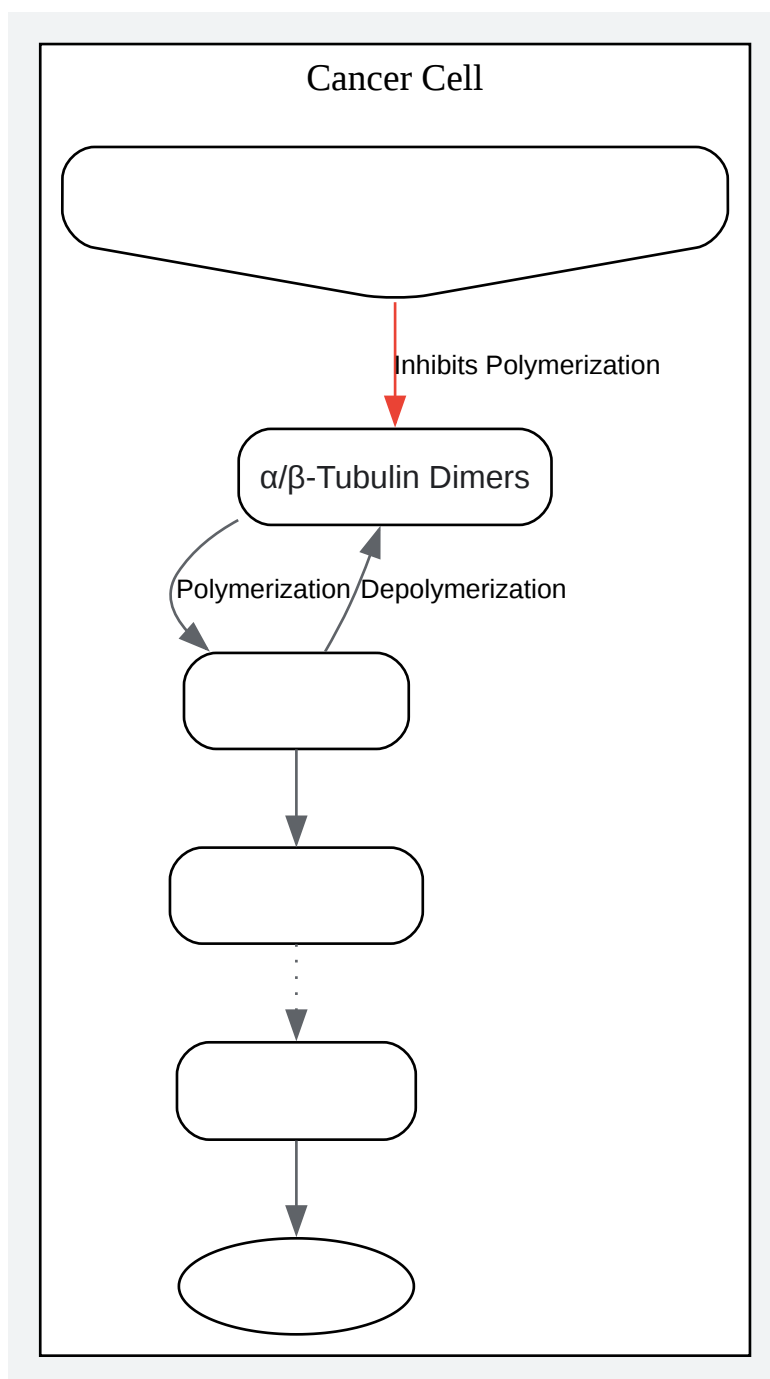 Cancer Cell
Inhibits Polymerization
α/β-Tubulin Dimers
Polymerization
Depolymerization